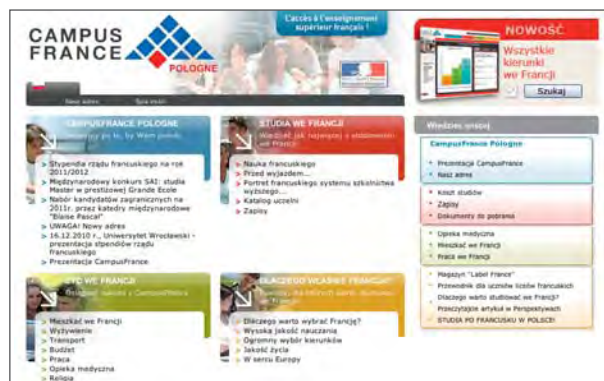 CAMPUS
FRANCE
POLOGNE
L'accès à l'enseignement
supérieur français !
Nasz adres
NOWOŚĆ
Wszystkie
kierunki
we Francji
Szukaj
CAMPUSFRANCE POLOGNE
Stypendia rządu francuskiego na rok
2011/2012
Międzynarodowy konkurs SAI: studia
Master w prestiżowej Grande Ecole
Nabór kandydatów zagranicznych na
2011r. przez katedry międzynarodowe
"Blaise Pascal"
UWAGA! Nowy adres
16.12.2010 r., Uniwersytet Wrocławski -
prezentacja stypendiów rządu
francuskiego
Prezentacja CampusFrance
STUDIA WE FRANCJI
Wiedzieć jak najwięcej o studiowaniu
we Francji
Nauka francuskiego
Przed wyjazdem...
Portret francuskiego systemu szkolnictwa
wyższego...
Katalog uczelni
Zapisy
ŻYĆ WE FRANCJI
Mieszkać we Francji
Wyżywienie
Transport
Budżet
Praca
Opieka medyczna
Religia
DLACZEGO WŁAŚNIE FRANCJA?
Dlaczego warto wybrać Francję?
Wysoka jakość nauczania
Ogromny wybór kierunków
Jakość życia
W sercu Europy
Wiedzieć więcej
CampusFrance Pologne
Prezentacja CampusFrance
Nasz adres
Koszt studiów
Zapisy
Dokumenty do pobrania
Opieka medyczna
Mieszkać we Francji
Praca we Francji
Magazyn "Label France"
Przewodnik dla uczniów liceów francuskich
Dlaczego warto studiować we Francji?
Przeczytajcie artykuł w Perspektywach
STUDIA PO FRANCUSKU W POLSCE!